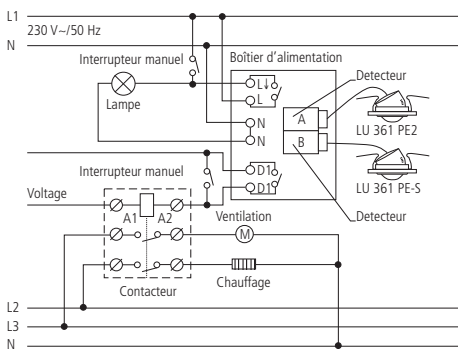 L1
230 V~/50 Hz
N
Interrupteur manuel
Boîtier d'alimentation
Detecteur
L↓
L
Lampe
A
N
LU 361 PE2
B
N
Interrupteur manuel
D1
LU 361 PE-S
Voltage
D1
Detecteur
A1 A2
Ventilation
M
Contacteur
Chauffage
L2
L3
N